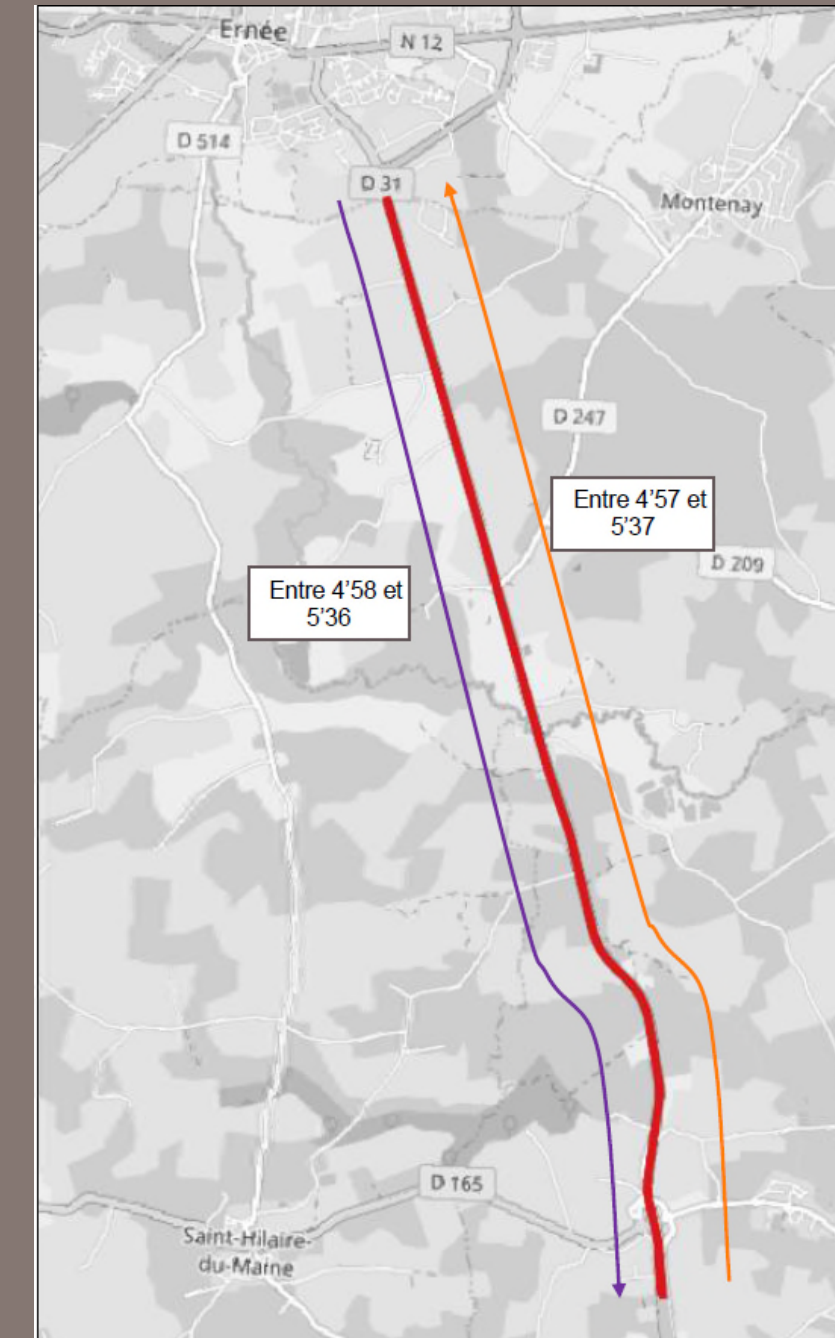 Ernée
N 12
D 514
D 31
Montenay
D 247
Entre 4'57 et
5'37
D 209
Entre 4'58 et
5'36
D 165
Saint-Hilaire-
du-Maine